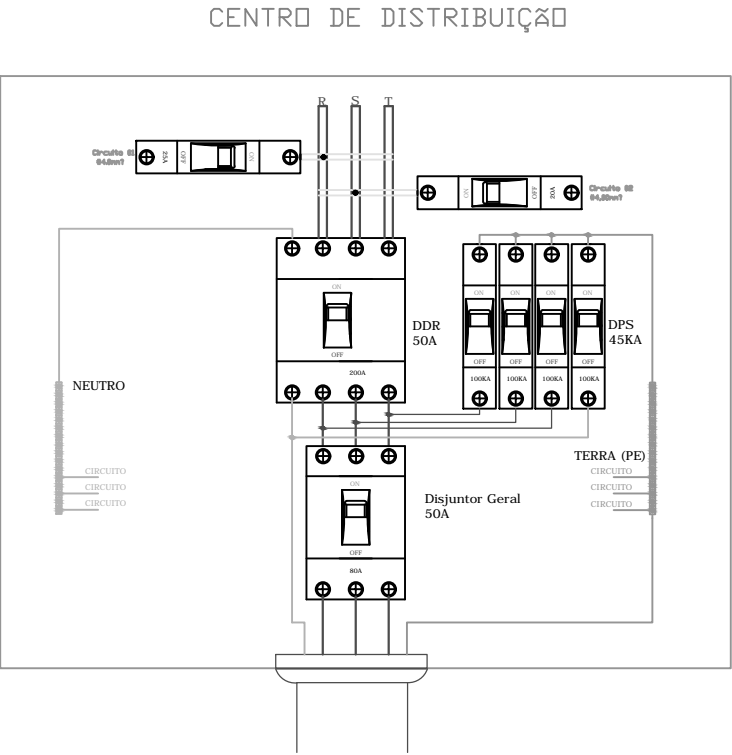 CENTRO DE DISTRIBUIÇÃO
R S T
Circuito 01
25A
OFF
ON
ON
OFF
20A
Circuito 02
ON
OFF
200A
DDR
50A
ON
ON
ON
ON
OFF
OFF
OFF
OFF
100KA
100KA
100KA
100KA
DPS
45KA
NEUTRO
CIRCUITO
CIRCUITO
CIRCUITO
TERRA (PE)
CIRCUITO
CIRCUITO
CIRCUITO
ON
OFF
80A
Disjuntor Geral
50A